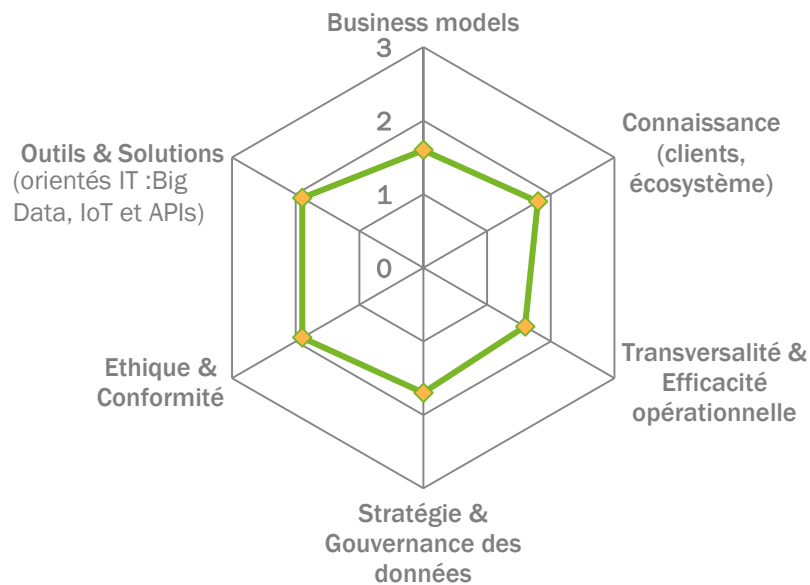 Business models
3
2
1
0
Connaissance
(clients,
écosystème)
Transversalité &
Efficacité
opérationnelle
Stratégie &
Gouvernance des
données
Ethique &
Conformité
Outils & Solutions
(orientés IT :Big
Data, IoT et APIs)